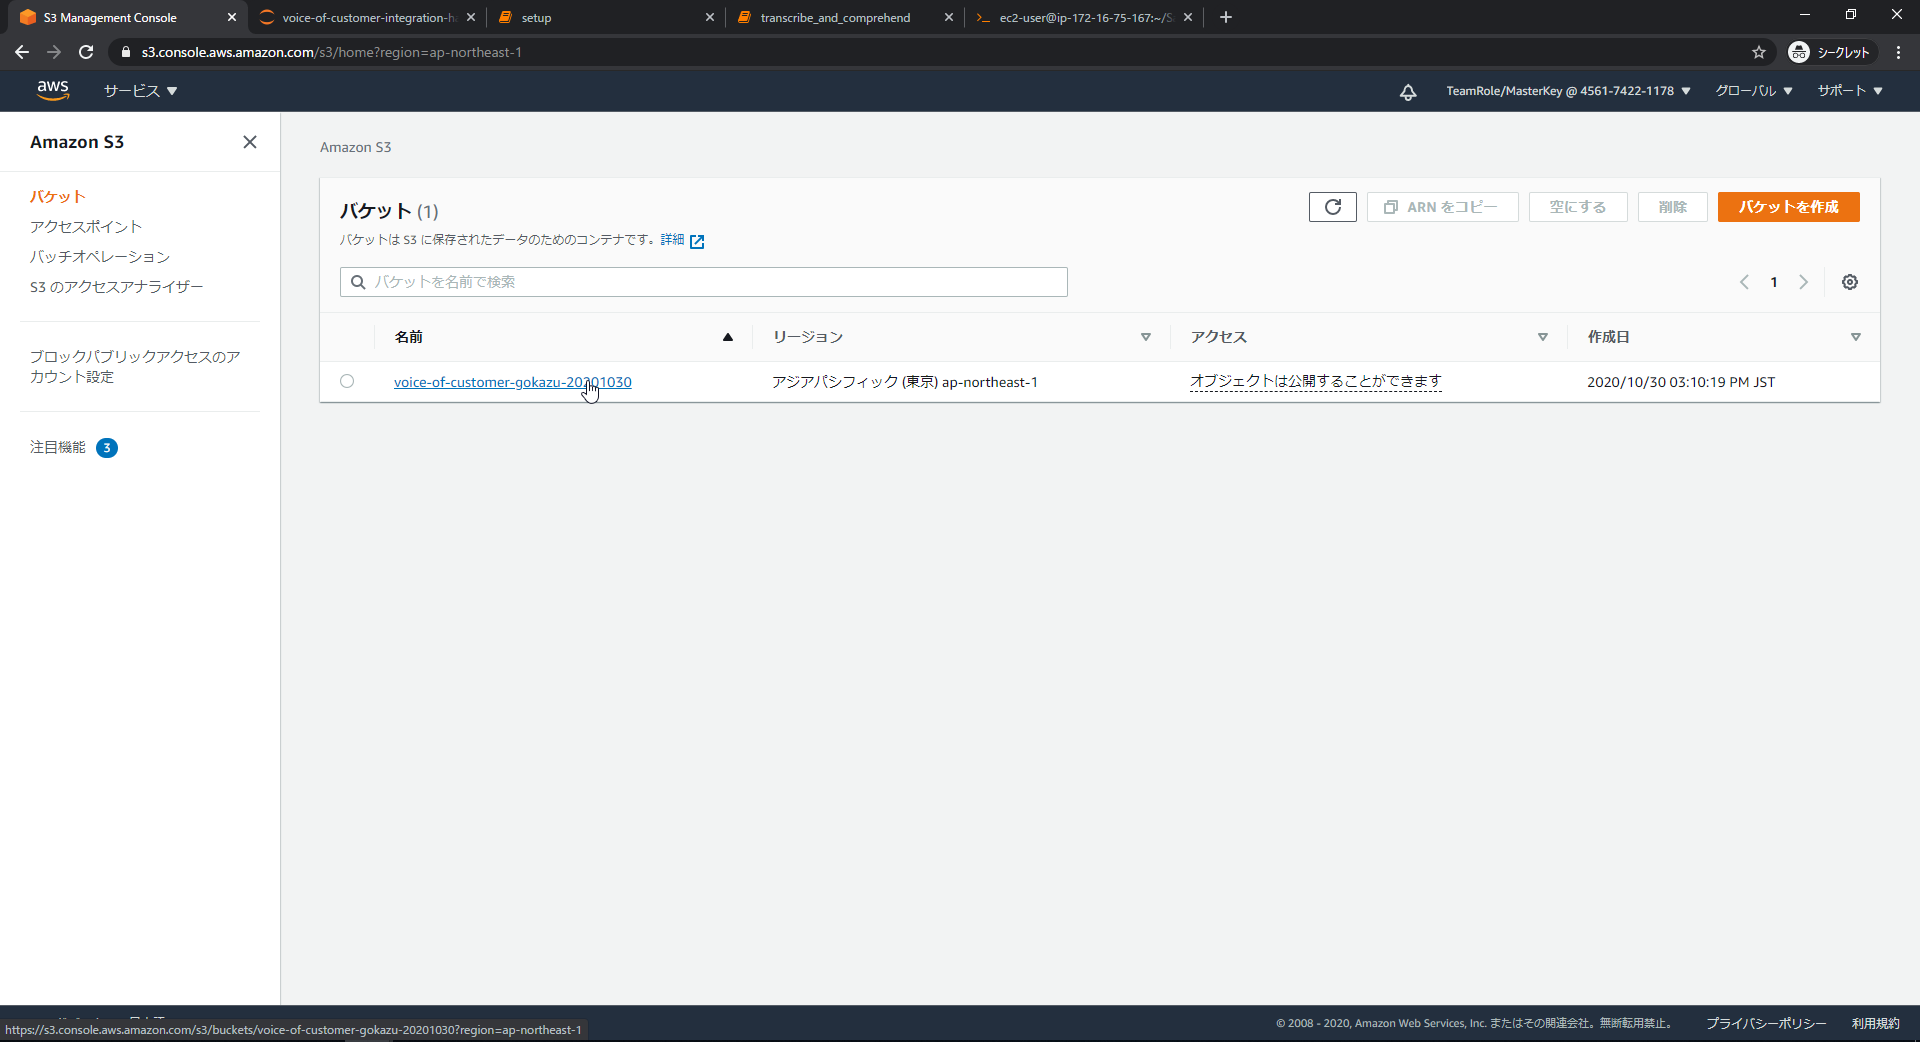 S3 Management Console
voice-of-customer-integration-h
setup
transcribe_and_comprehend
ec2-user@ip-172-16-75-167:~/S
s3.console.aws.amazon.com/s3/home?region=ap-northeast-1
シークレット
aws
サービス
TeamRole/MasterKey @ 4561-7422-1178
グローバル
サポート
Amazon S3
バケット
アクセスポイント
バッチオペレーション
S3 のアクセスアナライザー
ブロックパブリックアクセスのア
カウント設定
注目機能 3
Amazon S3
バケット (1)
ARN をコピー
空にする
削除
バケットを作成
バケットは S3 に保存されたデータのためのコンテナです。詳細
バケットを名前で検索
1
名前
リージョン
アクセス
作成日
voice-of-customer-gokazu-20201030
アジアパシフィック (東京) ap-northeast-1
オブジェクトは公開することができます
2020/10/30 03:10:19 PM JST
https://s3.console.aws.amazon.com/s3/buckets/voice-of-customer-gokazu-20201030?region=ap-northeast-1
© 2008 - 2020, Amazon Web Services, Inc. またはその関連会社。無断転用禁止。
プライバシーポリシー
利用規約